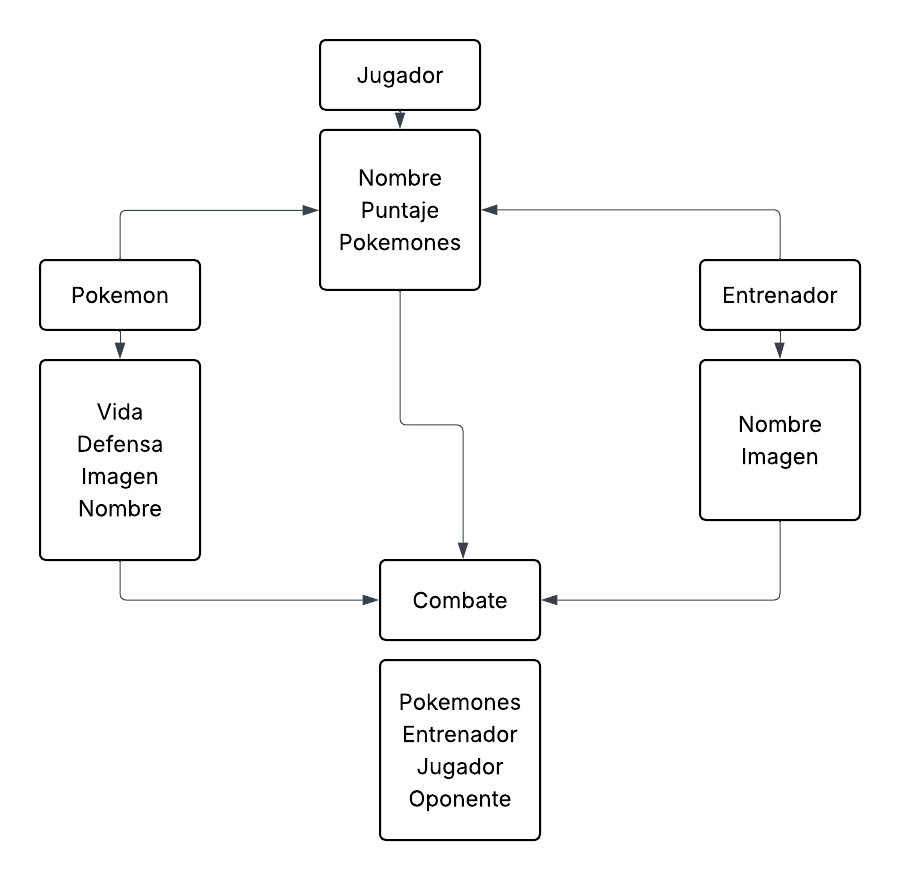 Jugador
Nombre
Puntaje
Pokemones
Pokemon
Entrenador
Vida
Defensa
Imagen
Nombre
Nombre
Imagen
Combate
Pokemones
Entrenador
Jugador
Oponente